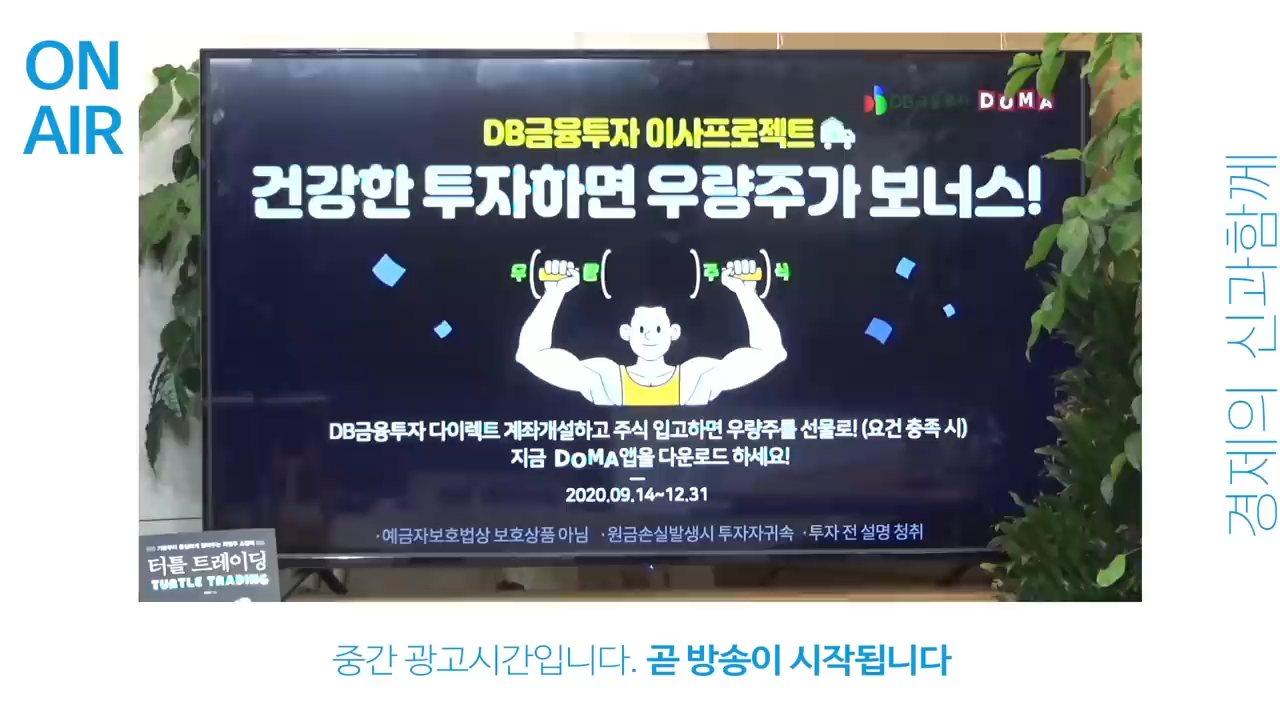 ON
AIR
DB금융투자 DOMA
DB금융투자 이사프로젝트
건강한 투자하면 우량주가 보너스!
우 량 주 식
DB금융투자 다이렉트 계좌개설하고 주식 입고하면 우량주를 선물로! (요건 충족 시)
지금 DOMA앱을 다운로드 하세요!
2020.09.14~12.31
·예금자보호법상 보호상품 아님 ·원금손실발생시 투자자귀속 ·투자 전 설명 청취
터틀 트레이딩
TURTLE TRADING
경제의 신과함께
중간 광고시간입니다. 곧 방송이 시작됩니다